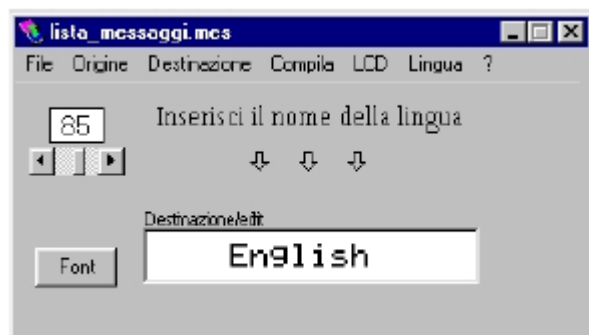 lista_messaggi.mes
File Origine Destinazione Compila LCD Lingua ?
85 Inserisci il nome della lingua
Destinazione/edit
Font English